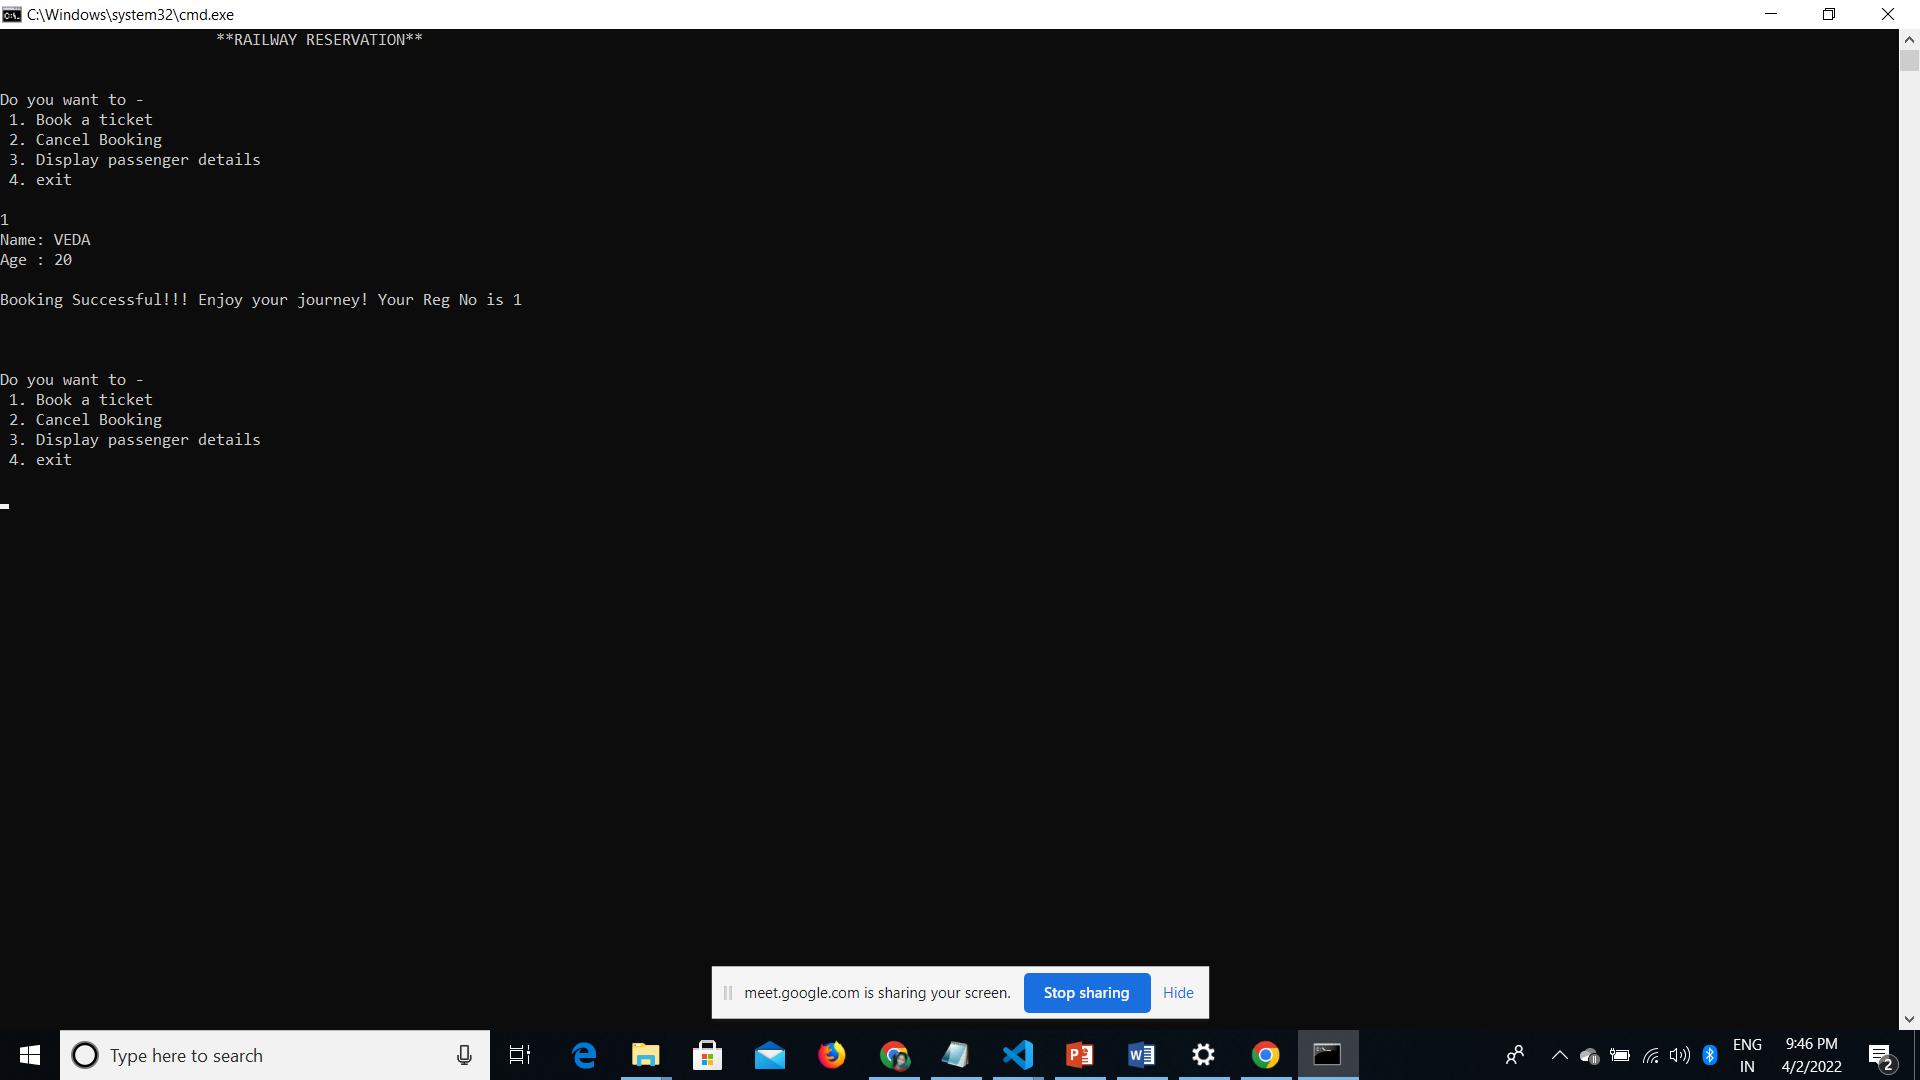 C:\Windows\system32\cmd.exe
**RAILWAY RESERVATION**
Do you want to -
1. Book a ticket
2. Cancel Booking
3. Display passenger details
4. exit
1
Name: VEDA
Age : 20
Booking Successful!!! Enjoy your journey! Your Reg No is 1
Do you want to -
1. Book a ticket
2. Cancel Booking
3. Display passenger details
4. exit
meet.google.com is sharing your screen. Stop sharing Hide
Type here to search
ENG
IN
9:46 PM
4/2/2022
2